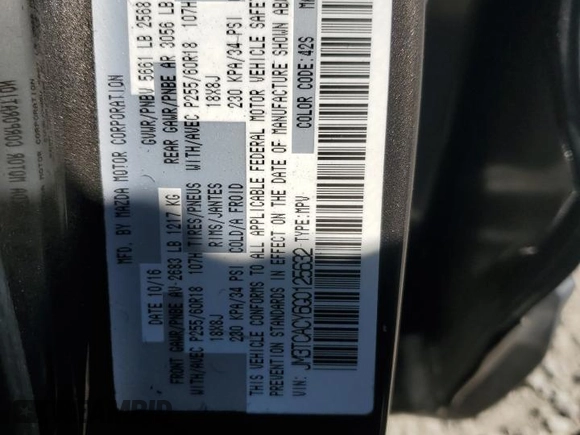 MFD. BY MAZDA MOTOR CORPORATION
DATE: 10/16 GVWR/PNBV 5661 LB 2568
FRONT GAWR/PNBE AV-2683 LB 1217 KG REAR GAWR/PNBE AR 3056 LB
WITH/AVEC P255/60R18 107H TIRES/PNEUS WITH/AVEC P255/60R18 107H
18X8J RIMS/JANTES 18X8J
230 KPA/34 PSI COLD/A FROID 230 KPA/34 PSI
THIS VEHICLE CONFORMS TO ALL APPLICABLE FEDERAL MOTOR VEHICLE SAFE
PREVENTION STANDARDS IN EFFECT ON THE DATE OF MANUFACTURE SHOWN AB
VIN: JM3TCACY6G0125632 TYPE: MPV COLOR CODE: 42S